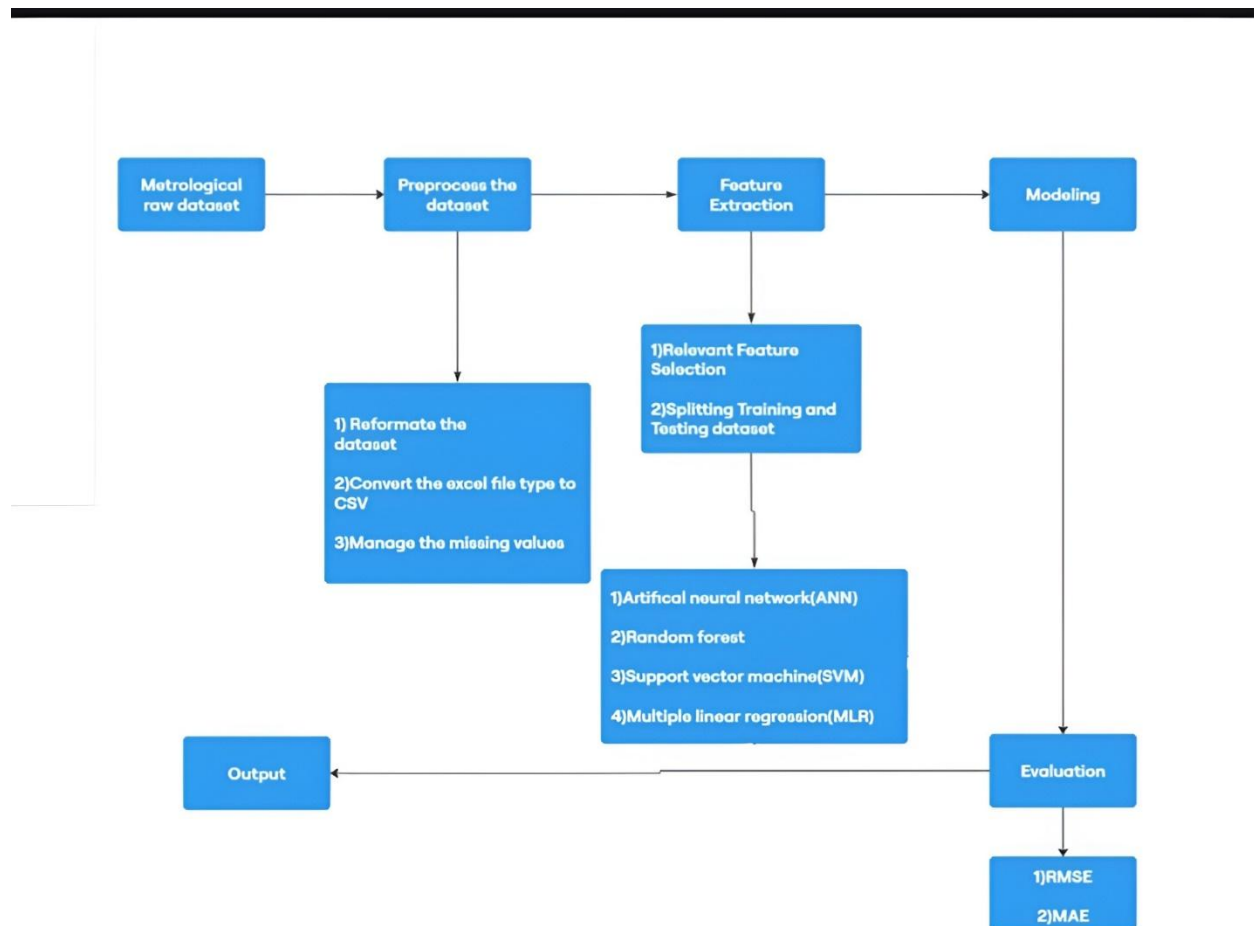 Metrological
raw dataset
Preprocess the
dataset
Feature
Extraction
Modeling
1) Reformate the
dataset
2)Convert the excel file type to
CSV
3)Manage the missing values
1)Relevant Feature
Selection
2)Splitting Training and
Testing dataset
1)Artifical neural network(ANN)
2)Random forest
3)Support vector machine(SVM)
4)Multiple linear regression(MLR)
Output
Evaluation
1)RMSE
2)MAE